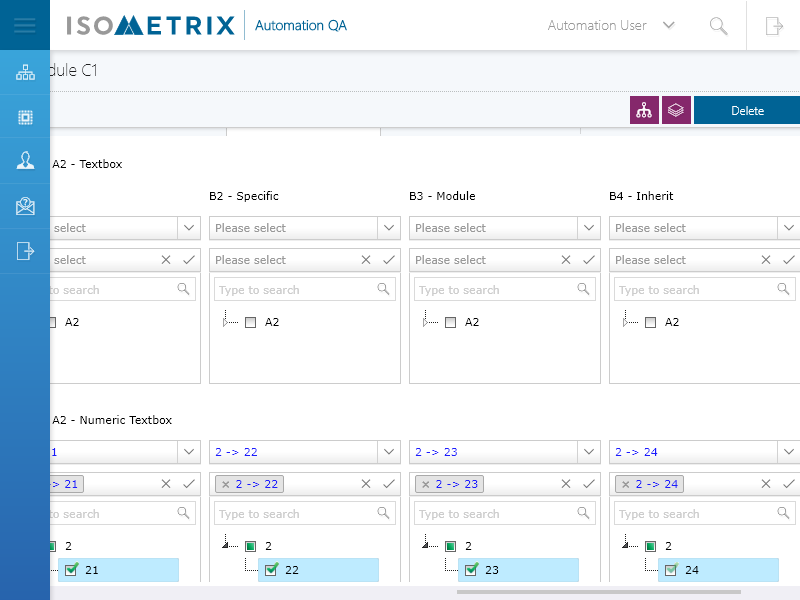 ISOMETRIX Automation QA Automation User
dule C1
Delete
A2 - Textbox
B2 - Specific B3 - Module B4 - Inherit
select Please select Please select Please select
select Please select Please select Please select
to search Type to search Type to search Type to search
A2 A2 A2 A2
A2 - Numeric Textbox
1 2 -> 22 2 -> 23 2 -> 24
-> 21 2 -> 22 2 -> 23 2 -> 24
to search Type to search Type to search Type to search
2 2 2 2
21 22 23 24